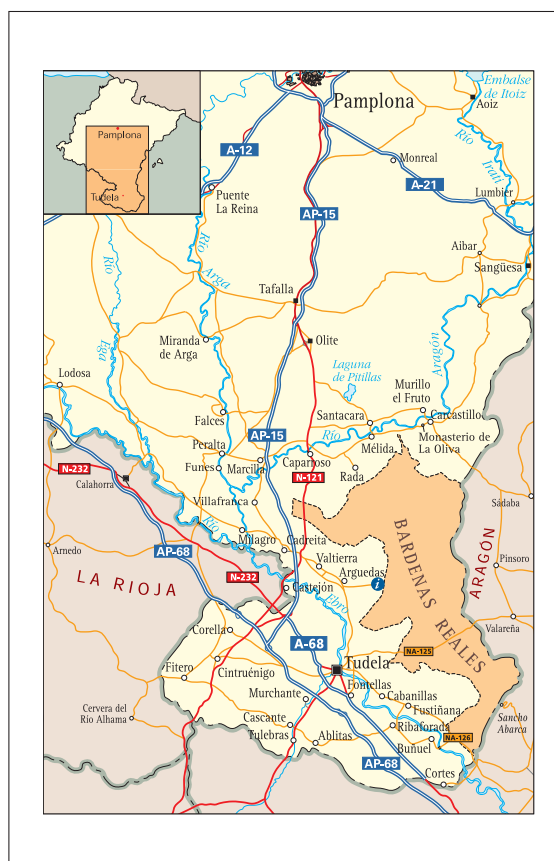 Pamplona
Tudela
Pamplona
Embalse
de Itoiz
Aoiz
Río
Irati
A-12
Monreal
A-21
Lumbier
Puente
La Reina
AP-15
Río
Río
Arga
Aibar
Sangüesa
Tafalla
Ega
Miranda
de Arga
Olite
Aragón
Laguna
de Pitillas
Lodosa
Murillo
el Fruto
Falces
Santacara
Carcastillo
AP-15
Río
Monasterio de
La Oliva
Peralta
Mélida
Funes
Marcilla
Caparroso
N-232
Calahorra
N-121
Rada
Villafranca
Sádaba
Río
Milagro
Cadreita
BARDENAS REALES
ARAGÓN
Arnedo
AP-68
Valtierra
Pinsoro
LA RIOJA
N-232
Arguedas
i
Castejón
Ebro
Corella
Valareña
A-68
NA-125
Fitero
Tudela
Cintruénigo
Fontellas
Murchante
Cabanillas
Cervera del
Río Alhama
Fustiñana
Sancho
Abarca
Cascante
Ribaforada
Tulebras
Ablitas
Buñuel
NA-126
AP-68
Cortes